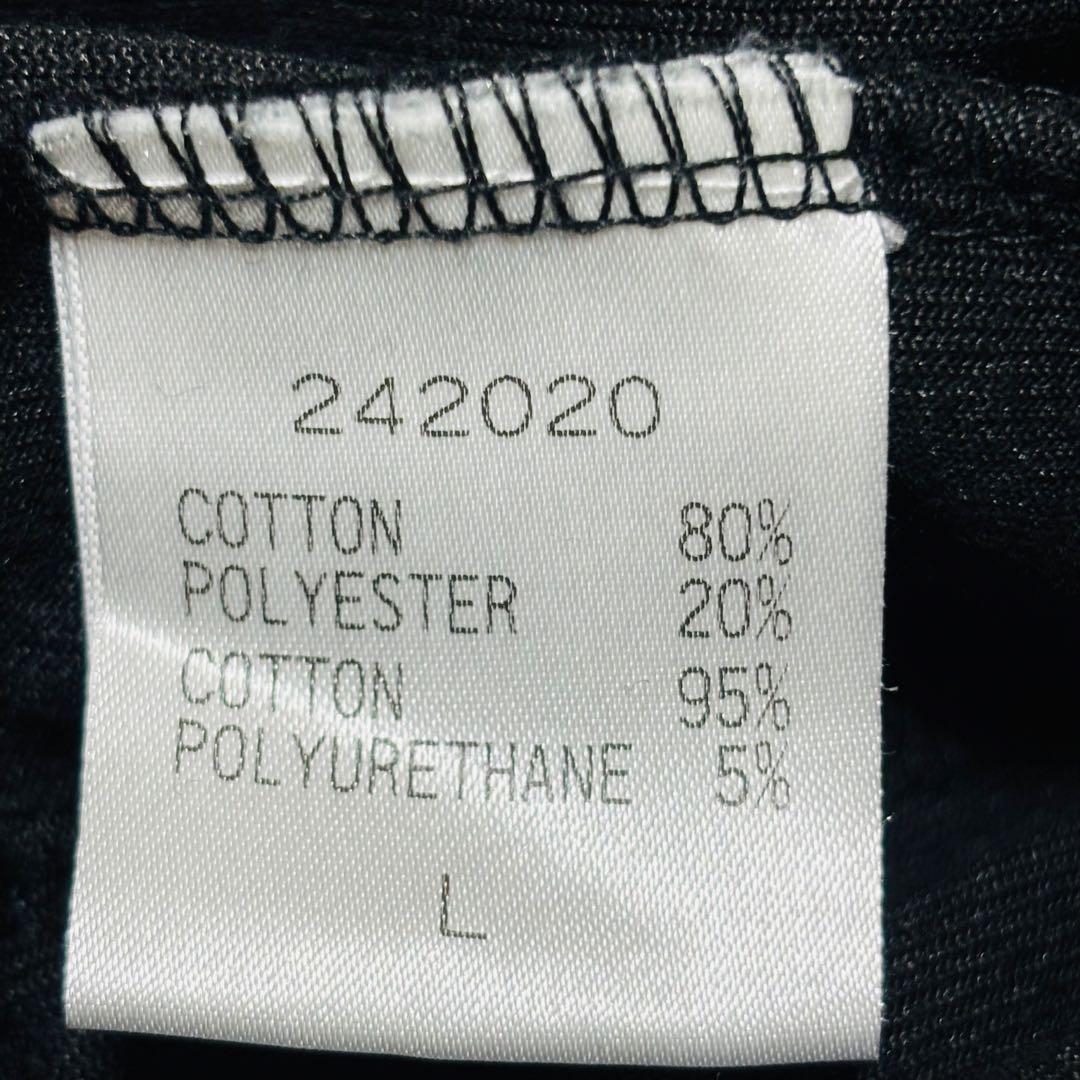 242020
COTTON 80%
POLYESTER 20%
COTTON 95%
POLYURETHANE 5%
L